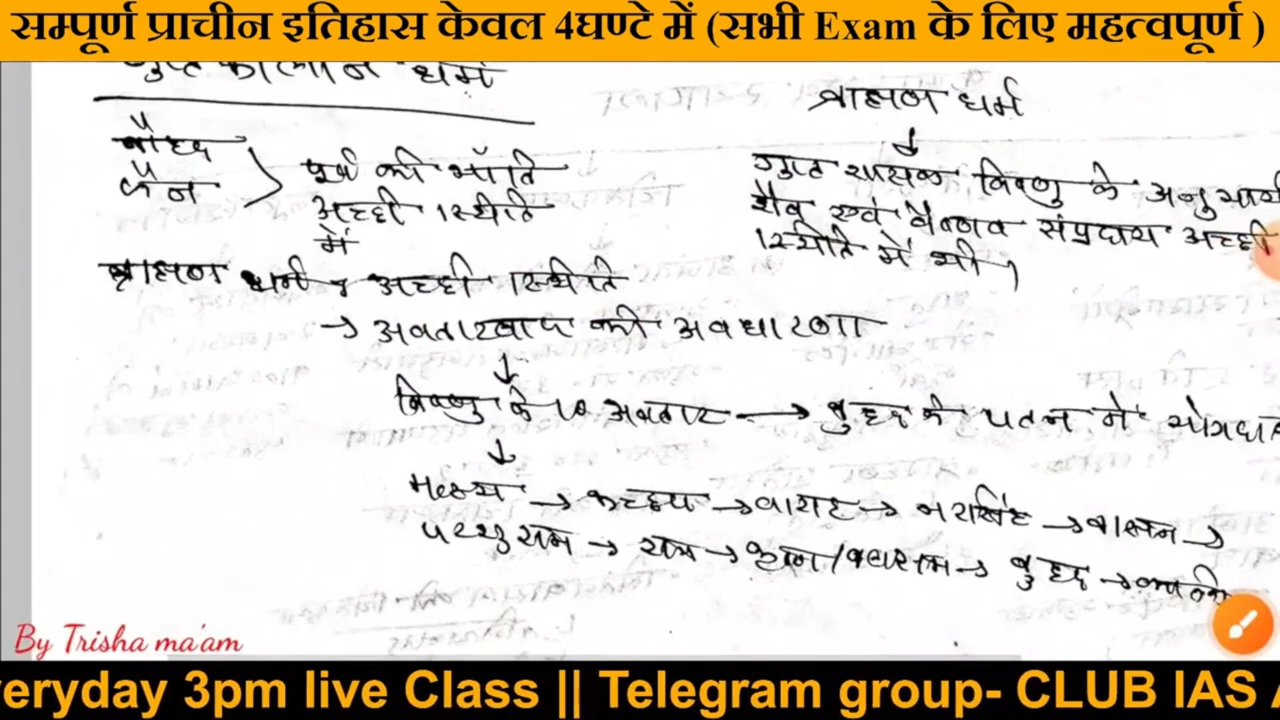 सम्पूर्ण प्राचीन इतिहास केवल 4घण्टे में (सभी Exam के लिए महत्वपूर्ण )
गुप्त कालीन धर्म
ब्राह्मण धर्म
बौध्द
जैन
पूर्व की भाँति
अच्छी स्थिति
में
गुप्त शासक विष्णु के अनुयायी
शैव एवं वैष्णव संप्रदाय अच्छी
स्थिति में थी।
ब्राह्मण धर्म अच्छी स्थिति
→ अवतारवाद की अवधारणा
विष्णु के 10 अवतार → बुद्द के पतन में योगदान
मत्स्य → कच्छप → वाराह → नरसिंह → वामन →
परशुराम → राम → कृष्ण/बलराम → बुद्द → कल्कि
By Trisha ma'am
veryday 3pm live Class || Telegram group- CLUB IAS A